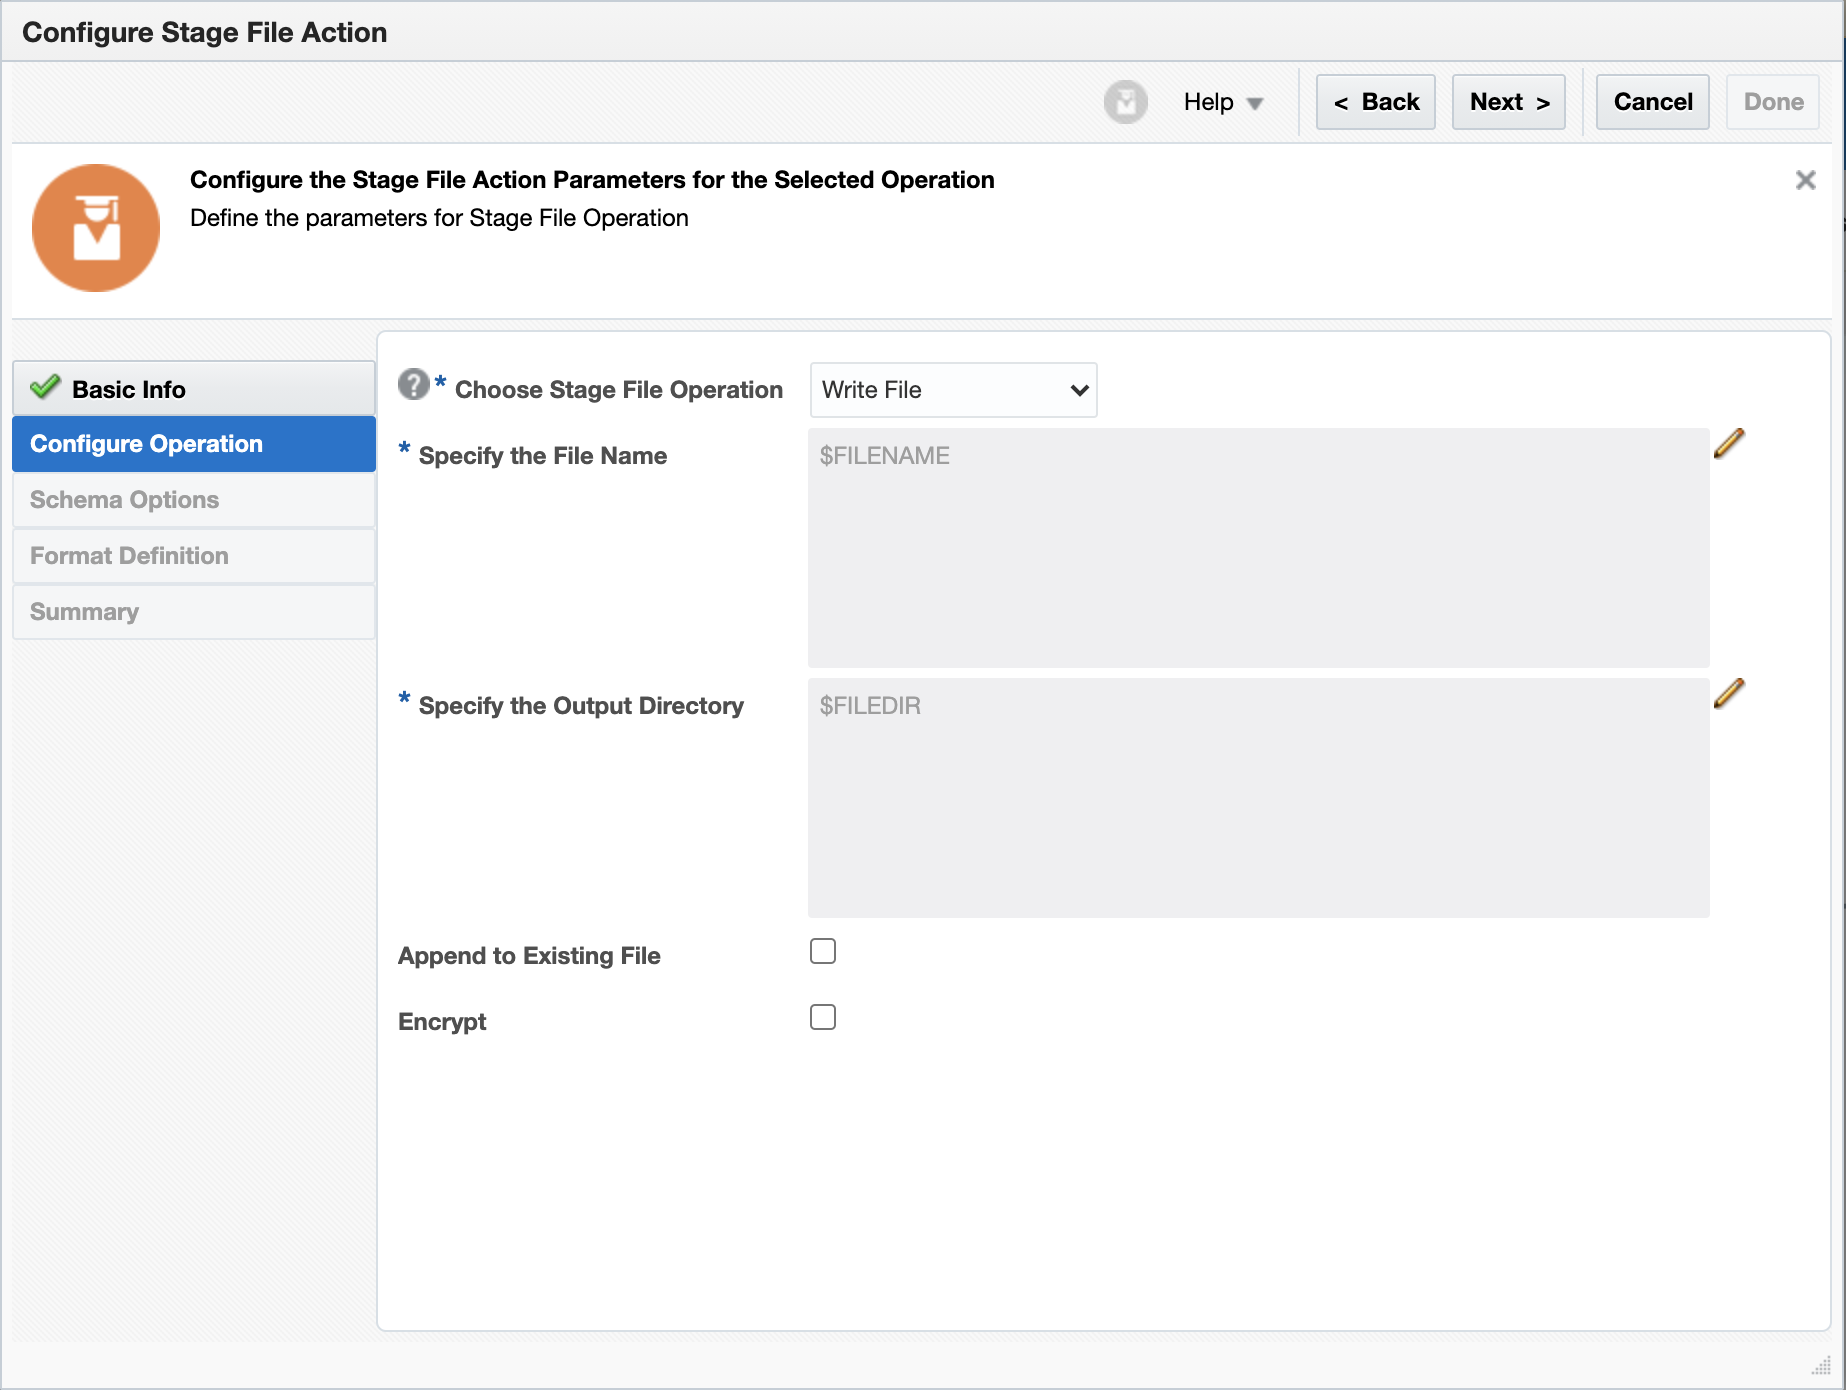 Configure Stage File Action
Help
< Back
Next >
Cancel
Done
Configure the Stage File Action Parameters for the Selected Operation
Define the parameters for Stage File Operation
Basic Info
Configure Operation
Schema Options
Format Definition
Summary
? * Choose Stage File Operation
Write File
* Specify the File Name
$FILENAME
* Specify the Output Directory
$FILEDIR
Append to Existing File
Encrypt